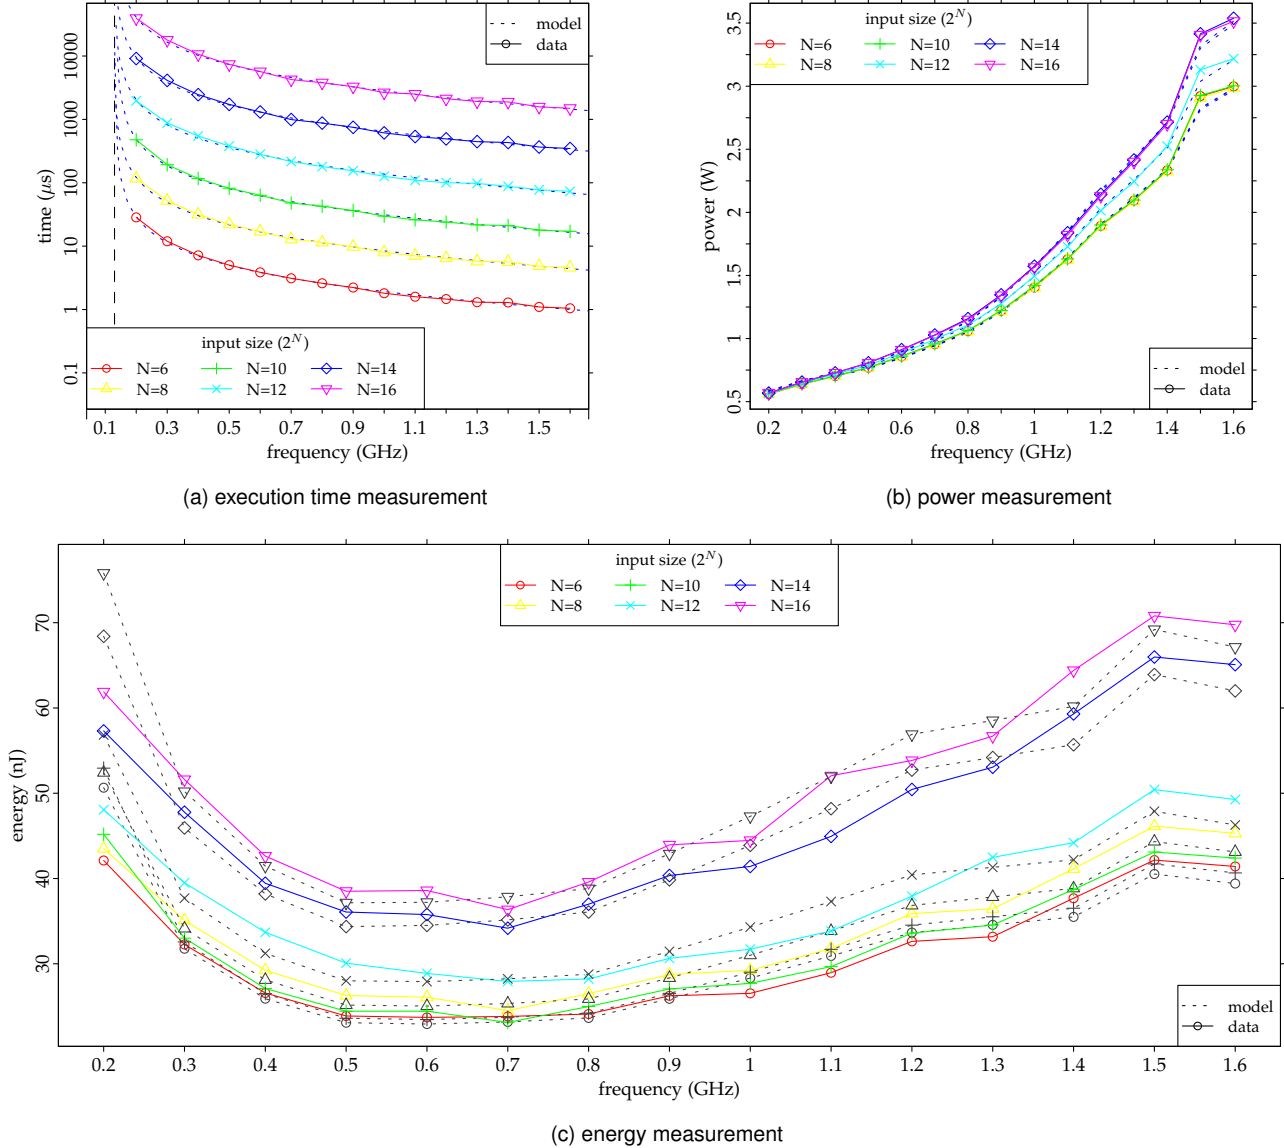 10000
1000
100
10
1
0.1
time (μs)
model
data
input size (2^N)
N=6 N=10 N=14
N=8 N=12 N=16
0.1 0.3 0.5 0.7 0.9 1.1 1.3 1.5
frequency (GHz)
(a) execution time measurement
3.5
3
2.5
2
1.5
1
0.5
power (W)
input size (2^N)
N=6 N=10 N=14
N=8 N=12 N=16
model
data
0.2 0.4 0.6 0.8 1 1.2 1.4 1.6
frequency (GHz)
(b) power measurement
70
60
50
40
30
energy (nJ)
input size (2^N)
N=6 N=10 N=14
N=8 N=12 N=16
model
data
0.2 0.3 0.4 0.5 0.6 0.7 0.8 0.9 1 1.1 1.2 1.3 1.4 1.5 1.6
frequency (GHz)
(c) energy measurement